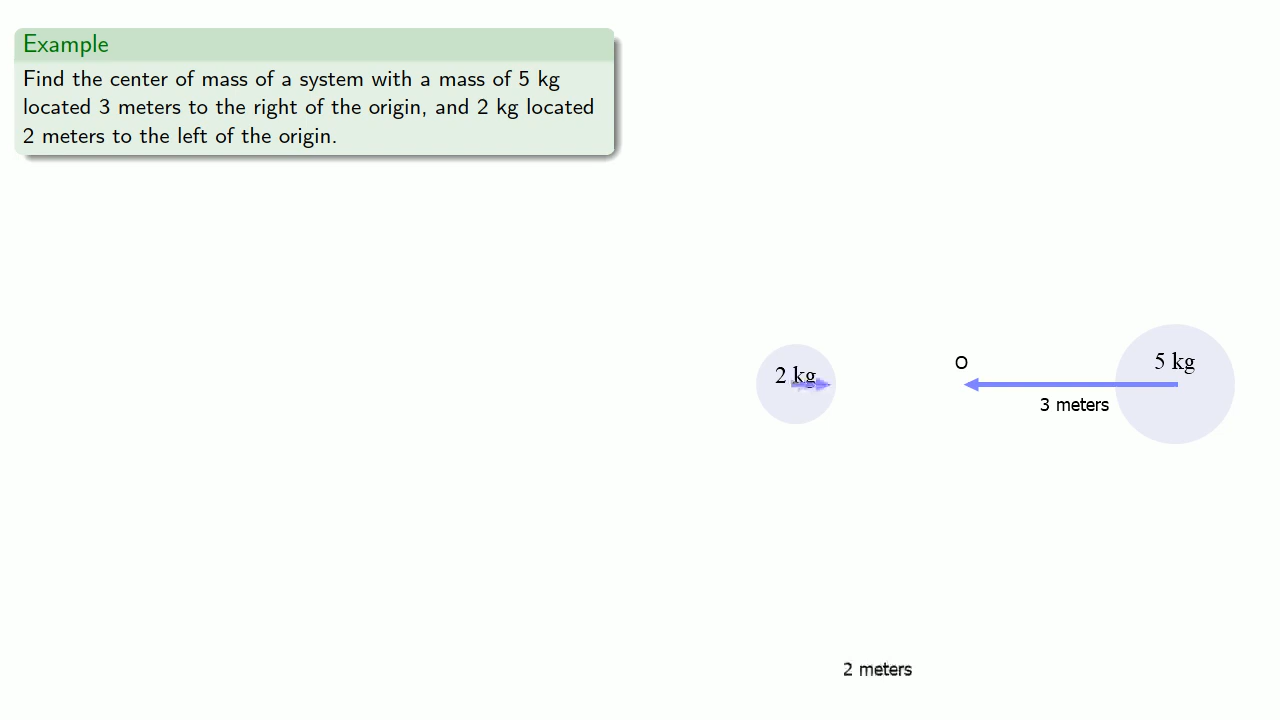 Example
Find the center of mass of a system with a mass of 5 kg
located 3 meters to the right of the origin, and 2 kg located
2 meters to the left of the origin.
O
5 kg
2 kg
3 meters
2 meters